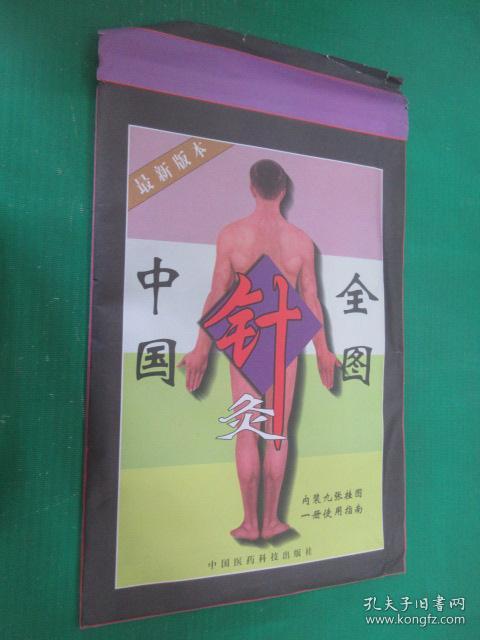 最新版本
中国
针灸
全图
内装九张挂图
一册使用指南
中国医药科技出版社
孔夫子旧书网
www.kongfz.com